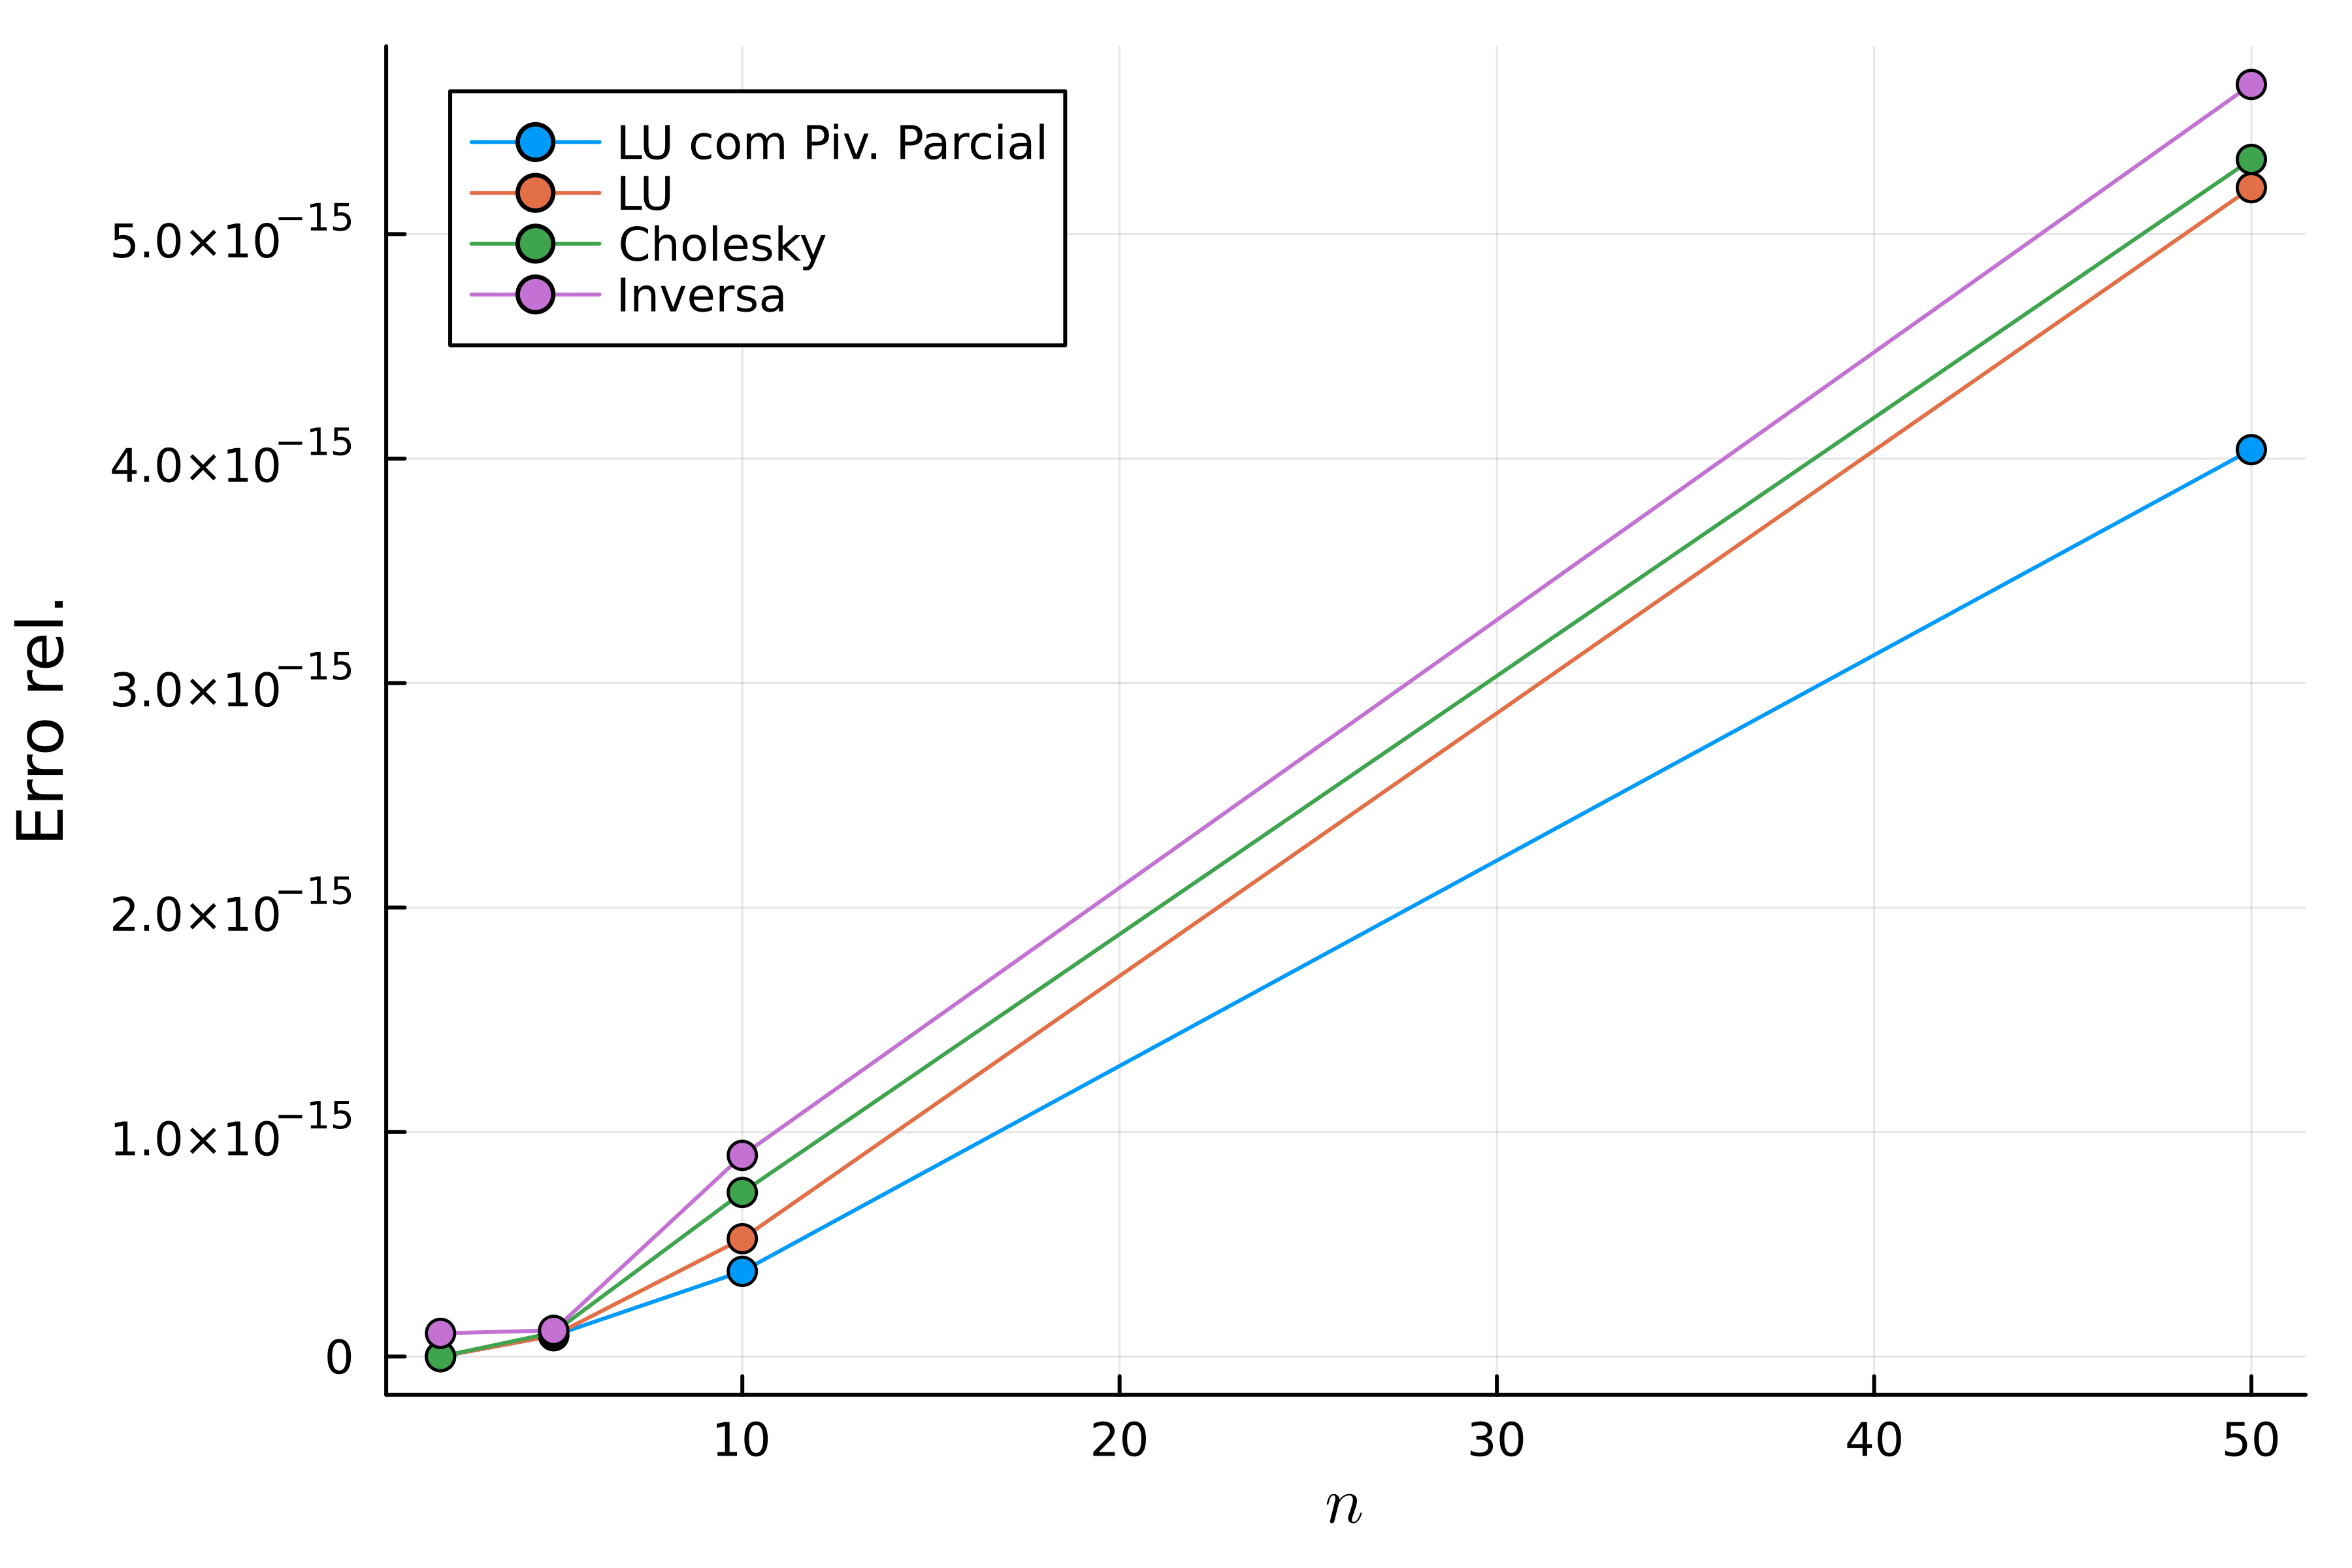 LU com Piv. Parcial
LU
Cholesky
Inversa
Erro rel.
5.0×10⁻¹⁵
4.0×10⁻¹⁵
3.0×10⁻¹⁵
2.0×10⁻¹⁵
1.0×10⁻¹⁵
0
10 20 30 40 50
n